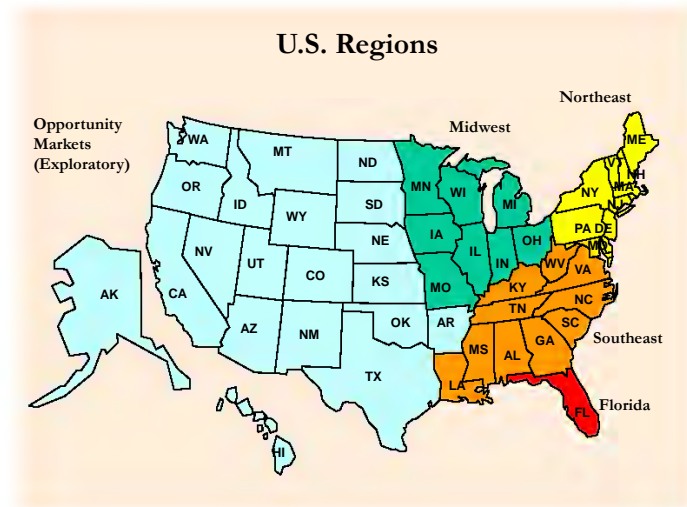 U.S. Regions
Northeast
Opportunity
Markets
(Exploratory)
Midwest
WA
MT
ND
ME
VT
NH
OR
ID
SD
MN
WI
MI
NY
MA
WY
NJ
NV
NE
IA
PA DE
OH
MD
UT
CO
IL
IN
WV
VA
AK
CA
KS
MO
KY
NC
TN
AZ
NM
OK
AR
SC
Southeast
MS
AL
GA
TX
LA
Florida
FL
HI